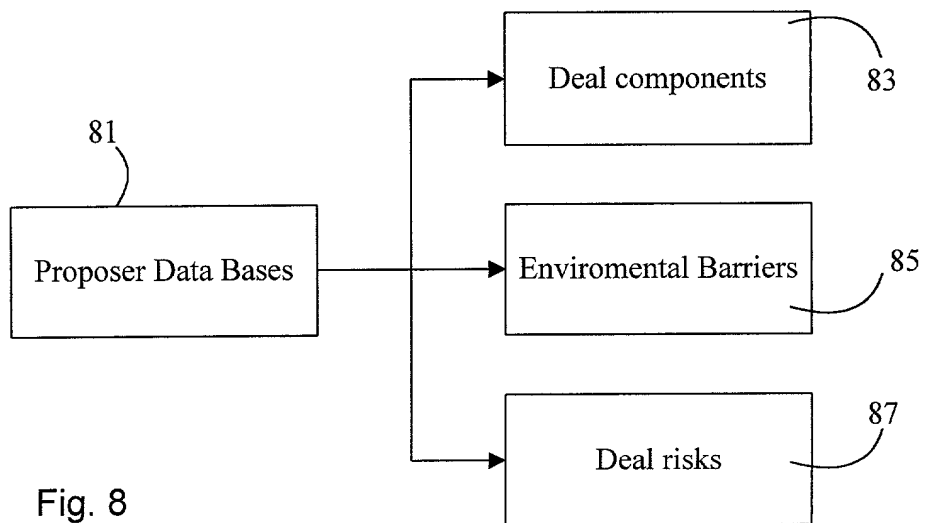 Deal components
83
81
Proposer Data Bases
Enviromental Barriers
85
Deal risks
87
Fig. 8